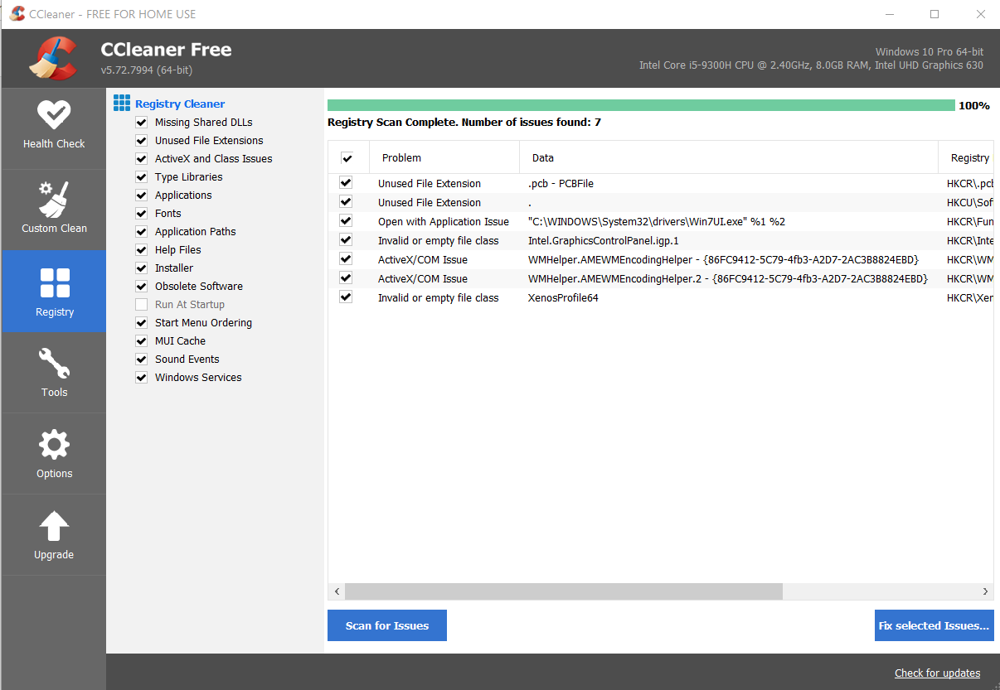 CCleaner - FREE FOR HOME USE
CCleaner Free
v5.72.7994 (64-bit)
Windows 10 Pro 64-bit
Intel Core i5-9300H CPU @ 2.40GHz, 8.0GB RAM, Intel UHD Graphics 630
Health Check
Custom Clean
Registry
Tools
Options
Upgrade
Registry Cleaner
Missing Shared DLLs
Unused File Extensions
ActiveX and Class Issues
Type Libraries
Applications
Fonts
Application Paths
Help Files
Installer
Obsolete Software
Run At Startup
Start Menu Ordering
MUI Cache
Sound Events
Windows Services
100%
Registry Scan Complete. Number of issues found: 7
Problem Data Registry
Unused File Extension .pcb - PCBFile HKCR\.pcb
Unused File Extension . HKCU\Sof
Open with Application Issue "C:\WINDOWS\System32\drivers\Win7UI.exe" %1 %2 HKCR\Fun
Invalid or empty file class Intel.GraphicsControlPanel.igp.1 HKCR\Inte
ActiveX/COM Issue WMHelper.AMEWMEncodingHelper - {86FC9412-5C79-4fb3-A2D7-2AC3B8824EBD} HKCR\WM
ActiveX/COM Issue WMHelper.AMEWMEncodingHelper.2 - {86FC9412-5C79-4fb3-A2D7-2AC3B8824EBD} HKCR\WM
Invalid or empty file class XenosProfile64 HKCR\Xen
Scan for Issues
Fix selected Issues...
Check for updates